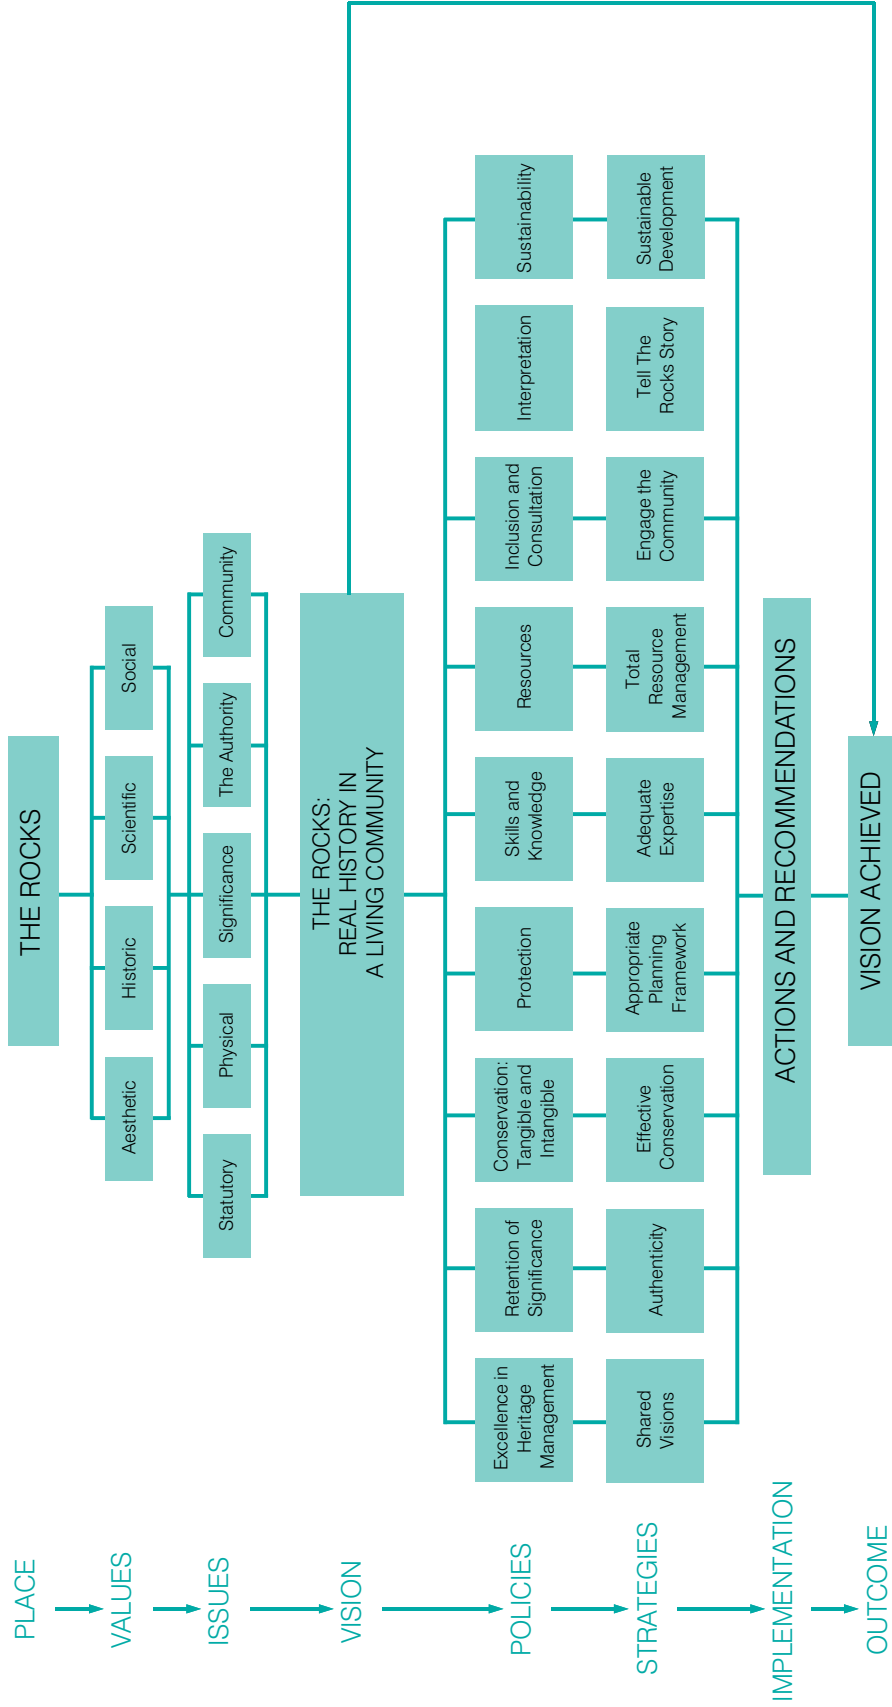 PLACE
THE ROCKS
VALUES
Aesthetic
Historic
Scientific
Social
ISSUES
Statutory
Physical
Significance
The Authority
Community
VISION
THE ROCKS:
REAL HISTORY IN
A LIVING COMMUNITY
POLICIES
Excellence in
Heritage
Management
Retention of
Significance
Conservation:
Tangible and
Intangible
Protection
Skills and
Knowledge
Resources
Inclusion and
Consultation
Interpretation
Sustainability
STRATEGIES
Shared
Visions
Authenticity
Effective
Conservation
Appropriate
Planning
Framework
Adequate
Expertise
Total
Resource
Management
Engage the
Community
Tell The
Rocks Story
Sustainable
Development
IMPLEMENTATION
ACTIONS AND RECOMMENDATIONS
OUTCOME
VISION ACHIEVED